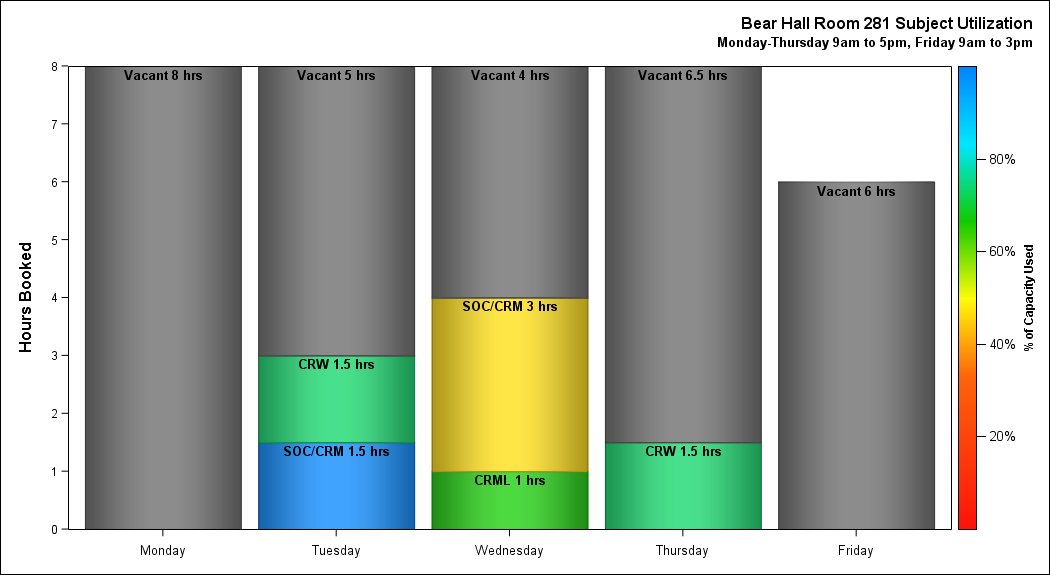 Bear Hall Room 281 Subject Utilization
Monday-Thursday 9am to 5pm, Friday 9am to 3pm
Hours Booked
8
7
6
5
4
3
2
1
0
Vacant 8 hrs
Vacant 5 hrs
CRW 1.5 hrs
SOC/CRM 1.5 hrs
Vacant 4 hrs
SOC/CRM 3 hrs
CRML 1 hrs
Vacant 6.5 hrs
CRW 1.5 hrs
Vacant 6 hrs
Monday
Tuesday
Wednesday
Thursday
Friday
80%
60%
40%
20%
% of Capacity Used